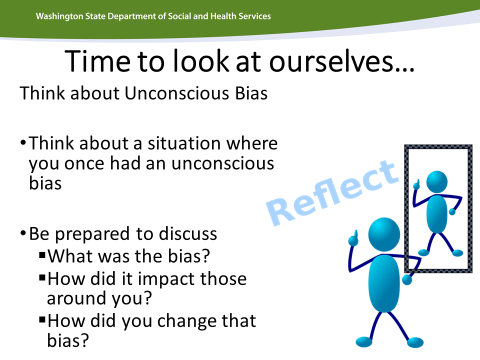 Washington State Department of Social and Health Services
Time to look at ourselves...
Think about Unconscious Bias
•Think about a situation where
you once had an unconscious
bias
Reflect
•Be prepared to discuss
▪What was the bias?
▪How did it impact those
around you?
▪How did you change that
bias?